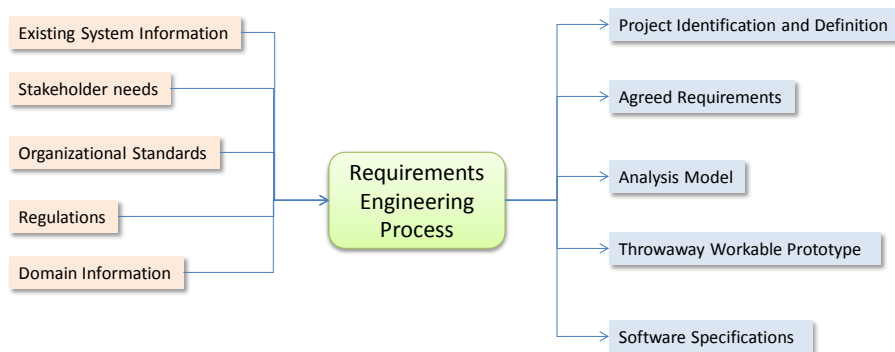 Existing System Information
Stakeholder needs
Organizational Standards
Regulations
Domain Information
Requirements
Engineering
Process
Project Identification and Definition
Agreed Requirements
Analysis Model
Throwaway Workable Prototype
Software Specifications